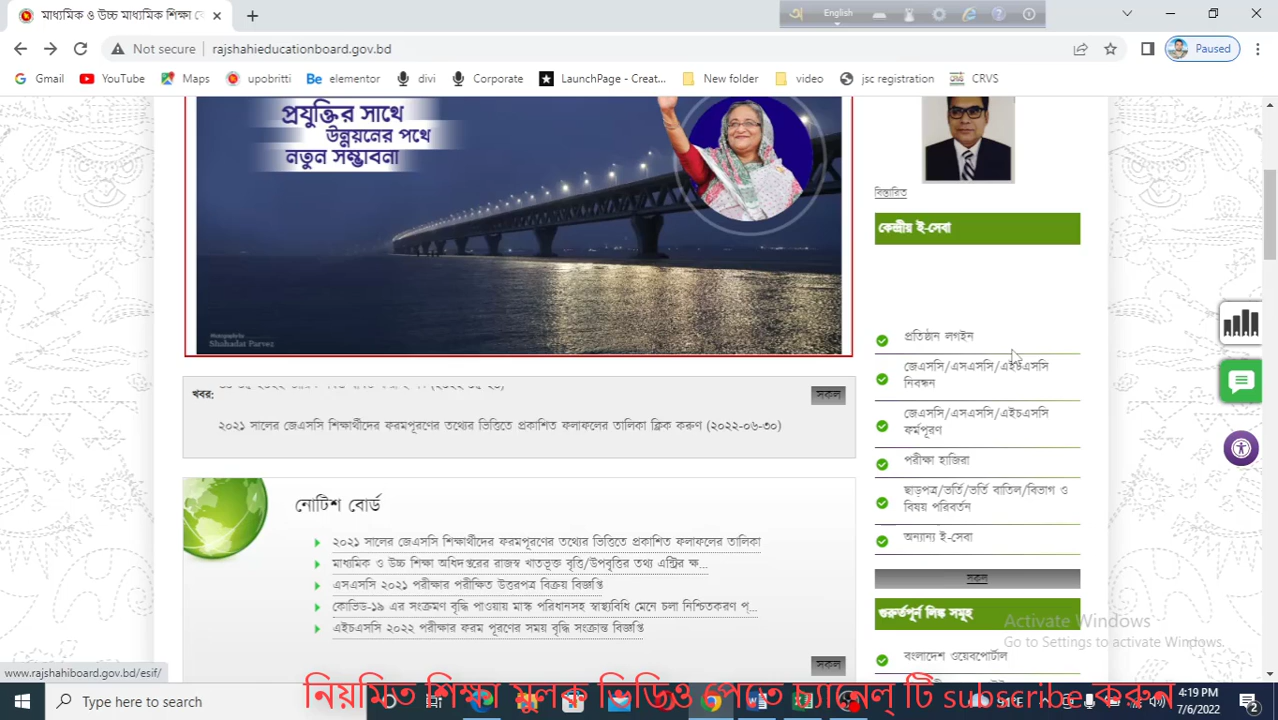 মাধ্যমিক ও উচ্চ মাধ্যমিক শিক্ষা বো
English
Not secure
rajshahieducationboard.gov.bd
Paused
Gmail
YouTube
Maps
upobritti
elementor
divi
Corporate
LaunchPage - Creat...
New folder
video
jsc registration
CRVS
প্রযুক্তির সাথে
উন্নয়নের পথে
নতুন সম্ভাবনা
Photography by
Shahadat Parvez
বিস্তারিত
কেন্দ্রীয় ই-সেবা
প্রতিষ্ঠান লগইন
জেএসসি/এসএসসি/এইচএসসি
নিবন্ধন
জেএসসি/এসএসসি/এইচএসসি
ফর্মপূরণ
পরীক্ষা হাজিরা
ছাড়পত্র/ভর্তি/ভর্তি বাতিল/বিভাগ ও
বিষয় পরিবর্তন
অন্যান্য ই-সেবা
সকল
গুরুত্বপূর্ণ লিঙ্ক সমূহ
বাংলাদেশ ওয়েবপোর্টাল
খবর:
সকল
২০২১ সালের জেএসসি শিক্ষার্থীদের ফরমপূরণের তথ্যের ভিত্তিতে প্রকাশিত ফলাফলের তালিকা ক্লিক করুণ (২০২২-০৬-৩০)
নোটিশ বোর্ড
২০২১ সালের জেএসসি শিক্ষার্থীদের ফরমপূরণের তথ্যের ভিত্তিতে প্রকাশিত ফলাফলের তালিকা
মাধ্যমিক ও উচ্চ শিক্ষা অধিদপ্তরের রাজস্ব খাতভূক্ত বৃত্তি/উপবৃত্তির তথ্য এন্ট্রির ক্ষ...
এসএসসি ২০২১ পরীক্ষার পরীক্ষিত উত্তরপত্র বিক্রয় বিজ্ঞপ্তি
কোভিড-১৯ এর সংক্রমণ বৃদ্ধি পাওয়ায় মাস্ক পরিধানসহ স্বাস্থ্যবিধি মেনে চলা নিশ্চিতকরণ প্...
এইচএসসি ২০২২ পরীক্ষার ফরম পূরণের সময় বৃদ্ধি সংক্রান্ত বিজ্ঞপ্তি
সকল
Activate Windows
Go to Settings to activate Windows.
www.rajshahiboard.gov.bd/esif/
Type here to search
নিয়মিত শিক্ষা মুলক ভিডিও পেতে চ্যানেল্ টি subscribe করুন
91°F
4:19 PM
7/6/2022
2